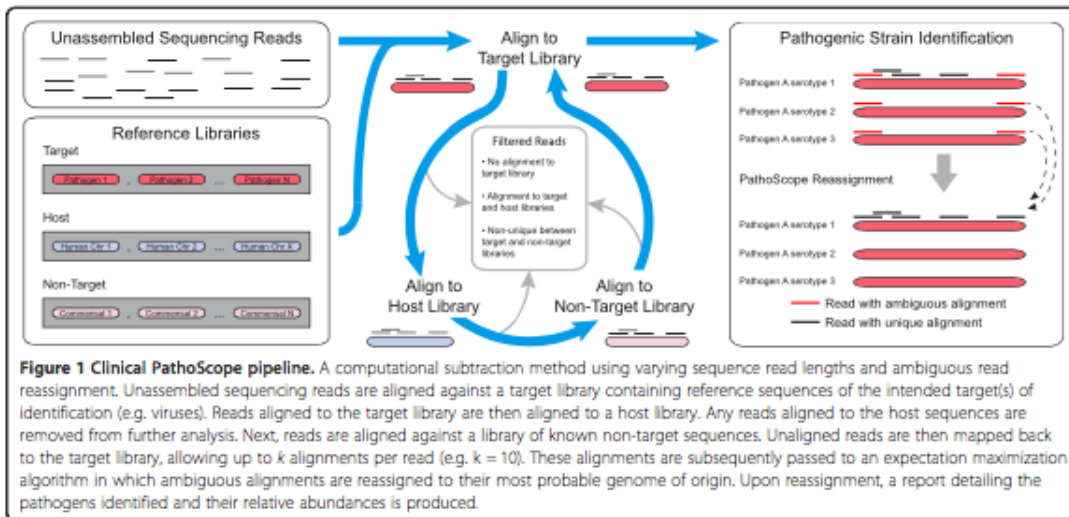 Unassembled Sequencing Reads
Reference Libraries
Target
Pathogen 1 , Pathogen 2 ... Pathogen N
Host
Human Chr 1 , Human Chr 2 ... Human Chr X
Non-Target
Commensal 1 , Commensal 2 ... Commensal N
Align to
Target Library
Filtered Reads
• No alignment to
target library
• Alignment to target
and host libraries
• Non-unique between
target and non-target
libraries
Align to
Host Library
Align to
Non-Target Library
Pathogenic Strain Identification
Pathogen A serotype 1
Pathogen A serotype 2
Pathogen A serotype 3
PathoScope Reassignment
Pathogen A serotype 1
Pathogen A serotype 2
Pathogen A serotype 3
Read with ambiguous alignment
Read with unique alignment
Figure 1 Clinical PathoScope pipeline. A computational subtraction method using varying sequence read lengths and ambiguous read
reassignment. Unassembled sequencing reads are aligned against a target library containing reference sequences of the intended target(s) of
identification (e.g. viruses). Reads aligned to the target library are then aligned to a host library. Any reads aligned to the host sequences are
removed from further analysis. Next, reads are aligned against a library of known non-target sequences. Unaligned reads are then mapped back
to the target library, allowing up to k alignments per read (e.g. k = 10). These alignments are subsequently passed to an expectation maximization
algorithm in which ambiguous alignments are reassigned to their most probable genome of origin. Upon reassignment, a report detailing the
pathogens identified and their relative abundances is produced.